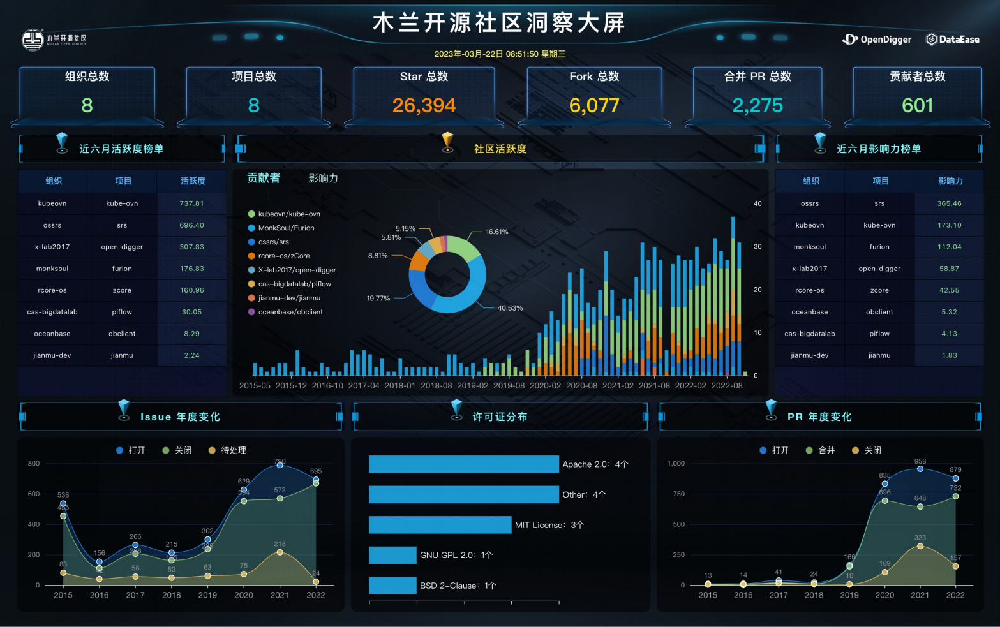 木兰开源社区洞察大屏
木兰开源社区
MULAN OPEN SOURCE
OpenDigger
DataEase
2023年-03月-22日 08:51:50 星期三
组织总数
8
项目总数
8
Star 总数
26,394
Fork 总数
6,077
合并 PR 总数
2,275
贡献者总数
601
近六月活跃度榜单
组织 项目 活跃度
kubeovn kube-ovn 737.81
ossrs srs 696.40
x-lab2017 open-digger 307.83
monksoul furion 176.83
rcore-os zcore 160.96
cas-bigdatalab piflow 30.05
oceanbase obclient 8.29
jianmu-dev jianmu 2.24
社区活跃度
贡献者 影响力
kubeovn/kube-ovn
MonkSoul/Furion
ossrs/srs
rcore-os/zCore
X-lab2017/open-digger
cas-bigdatalab/piflow
jianmu-dev/jianmu
oceanbase/obclient
5.15%
16.61%
5.81%
8.81%
19.77%
40.53%
40
30
20
10
0
2015-05 2015-12 2016-10 2017-04 2018-01 2018-08 2019-02 2019-08 2020-02 2020-08 2021-02 2021-08 2022-02 2022-08
近六月影响力榜单
组织 项目 影响力
ossrs srs 365.46
kubeovn kube-ovn 173.10
monksoul furion 112.04
x-lab2017 open-digger 58.87
rcore-os zcore 42.55
oceanbase obclient 5.32
cas-bigdatalab piflow 4.13
jianmu-dev jianmu 1.83
Issue 年度变化
打开 关闭 待处理
800
600
400
200
0
538 156 266 215 302 629 790 695
572
83 58 50 63 75 218 24
2015 2016 2017 2018 2019 2020 2021 2022
许可证分布
Apache 2.0: 4个
Other: 4个
MIT License: 3个
GNU GPL 2.0: 1个
BSD 2-Clause: 1个
PR 年度变化
打开 合并 关闭
1,000
750
500
250
0
13 14 41 24 166 835 958 879
696 648 732
10 109 323 157
2015 2016 2017 2018 2019 2020 2021 2022